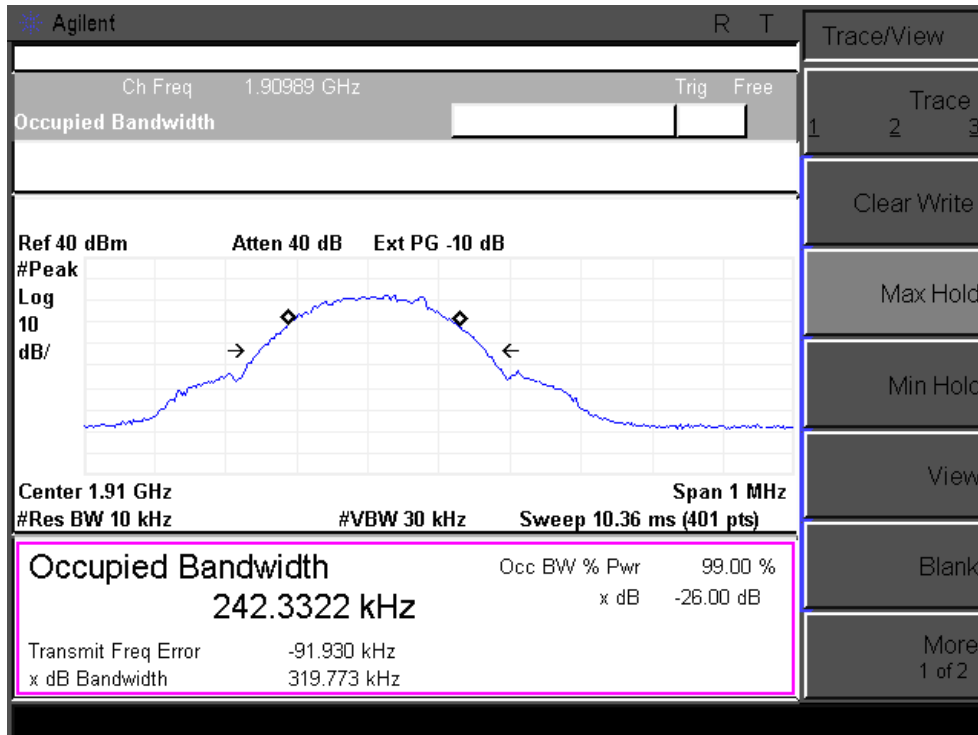 Agilent R T
Ch Freq 1.90989 GHz Trig Free
Occupied Bandwidth
Ref 40 dBm Atten 40 dB Ext PG -10 dB
#Peak
Log
10
dB/
Center 1.91 GHz Span 1 MHz
#Res BW 10 kHz #VBW 30 kHz Sweep 10.36 ms (401 pts)
Occupied Bandwidth Occ BW % Pwr 99.00 %
242.3322 kHz x dB -26.00 dB
Transmit Freq Error -91.930 kHz
x dB Bandwidth 319.773 kHz
Trace/View
Trace
1 2 3
Clear Write
Max Hold
Min Hold
View
Blank
More
1 of 2